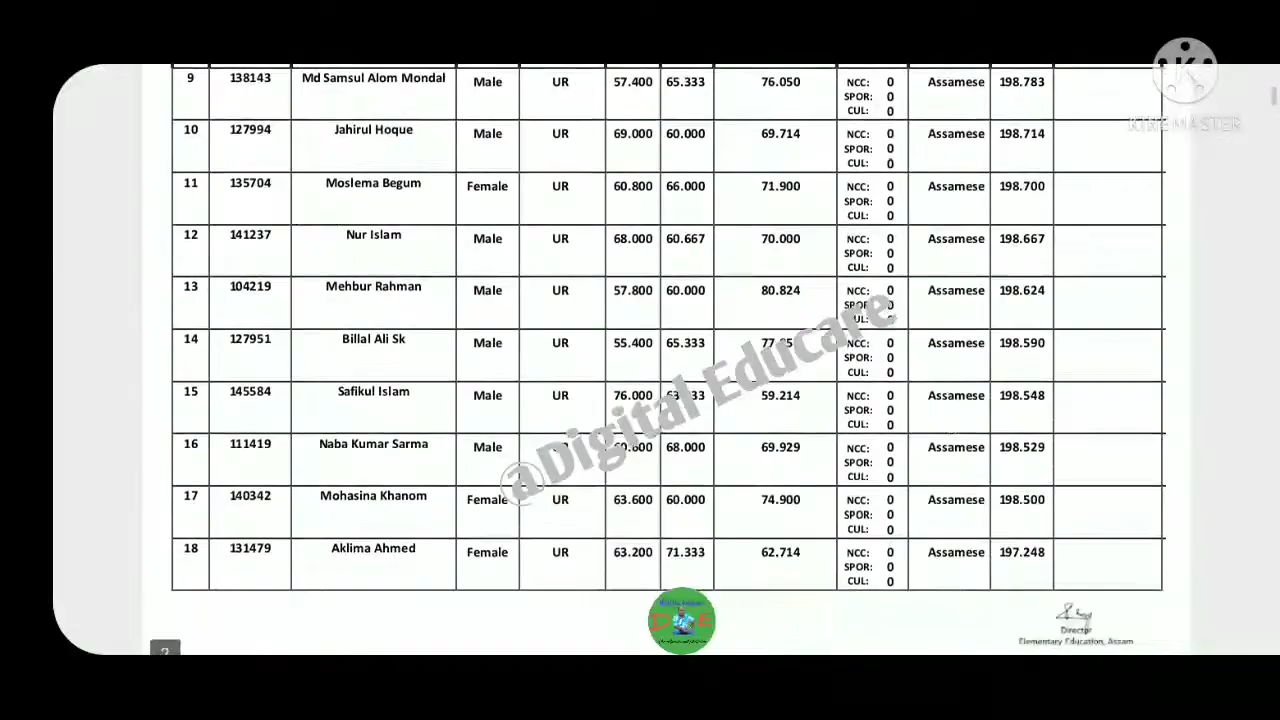 KINEMASTER
9 138143 Md Samsul Alom Mondal Male UR 57.400 65.333 76.050 NCC: 0 Assamese 198.783
SPOR: 0
CUL: 0
10 127994 Jahirul Hoque Male UR 69.000 60.000 69.714 NCC: 0 Assamese 198.714
SPOR: 0
CUL: 0
11 135704 Moslema Begum Female UR 60.800 66.000 71.900 NCC: 0 Assamese 198.700
SPOR: 0
CUL: 0
12 141237 Nur Islam Male UR 68.000 60.667 70.000 NCC: 0 Assamese 198.667
SPOR: 0
CUL: 0
13 104219 Mehbur Rahman Male UR 57.800 60.000 80.824 NCC: 0 Assamese 198.624
SPOR: 0
CUL: 0
14 127951 Billal Ali Sk Male UR 55.400 65.333 NCC: 0 Assamese 198.590
SPOR: 0
CUL: 0
15 145584 Safikul Islam Male UR 76.000 59.214 NCC: 0 Assamese 198.548
SPOR: 0
CUL: 0
16 111419 Naba Kumar Sarma Male UR 68.000 69.929 NCC: 0 Assamese 198.529
SPOR: 0
CUL: 0
17 140342 Mohasina Khanom Female UR 63.600 60.000 74.900 NCC: 0 Assamese 198.500
SPOR: 0
CUL: 0
18 131479 Aklima Ahmed Female UR 63.200 71.333 62.714 NCC: 0 Assamese 197.248
SPOR: 0
CUL: 0
@Digital Educare
D E
Director
Elementary Education, Assam
2